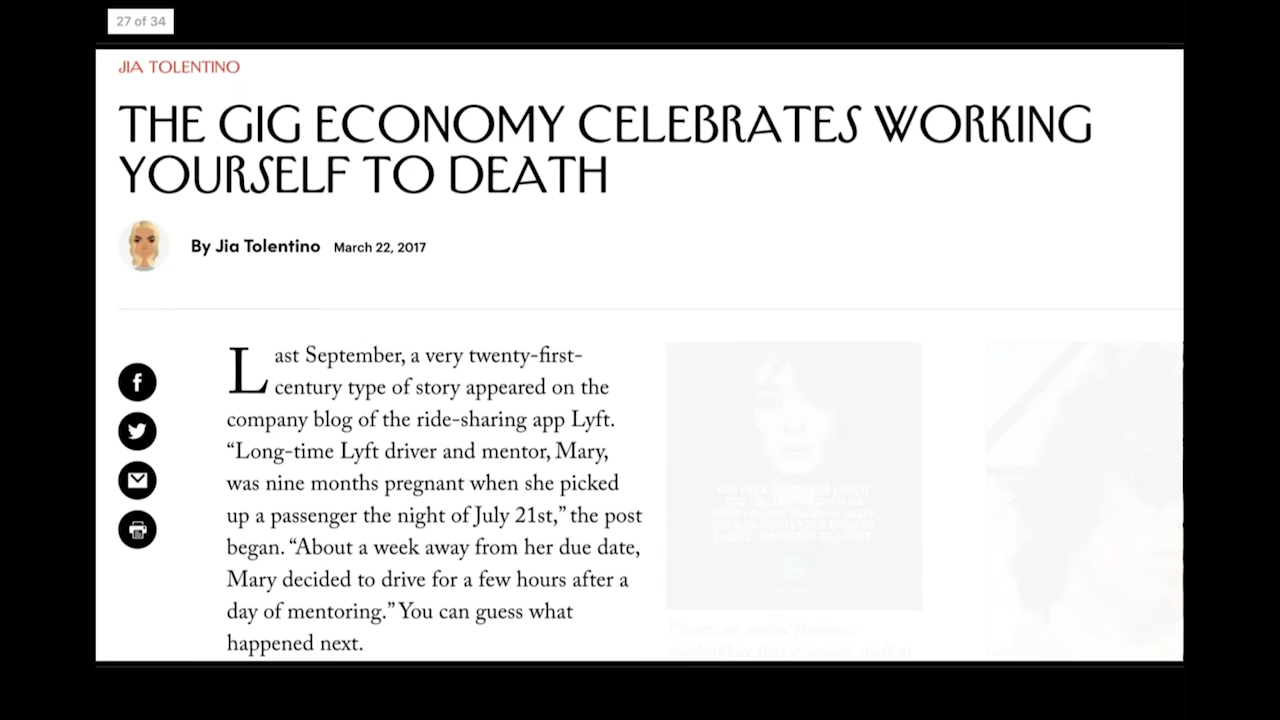 27 of 34
JIA TOLENTINO
THE GIG ECONOMY CELEBRATES WORKING
YOURSELF TO DEATH
By Jia Tolentino March 22, 2017
Last September, a very twenty-first-
century type of story appeared on the
company blog of the ride-sharing app Lyft.
“Long-time Lyft driver and mentor, Mary,
was nine months pregnant when she picked
up a passenger the night of July 21st,” the post
began. “About a week away from her due date,
Mary decided to drive for a few hours after a
day of mentoring.” You can guess what
happened next.